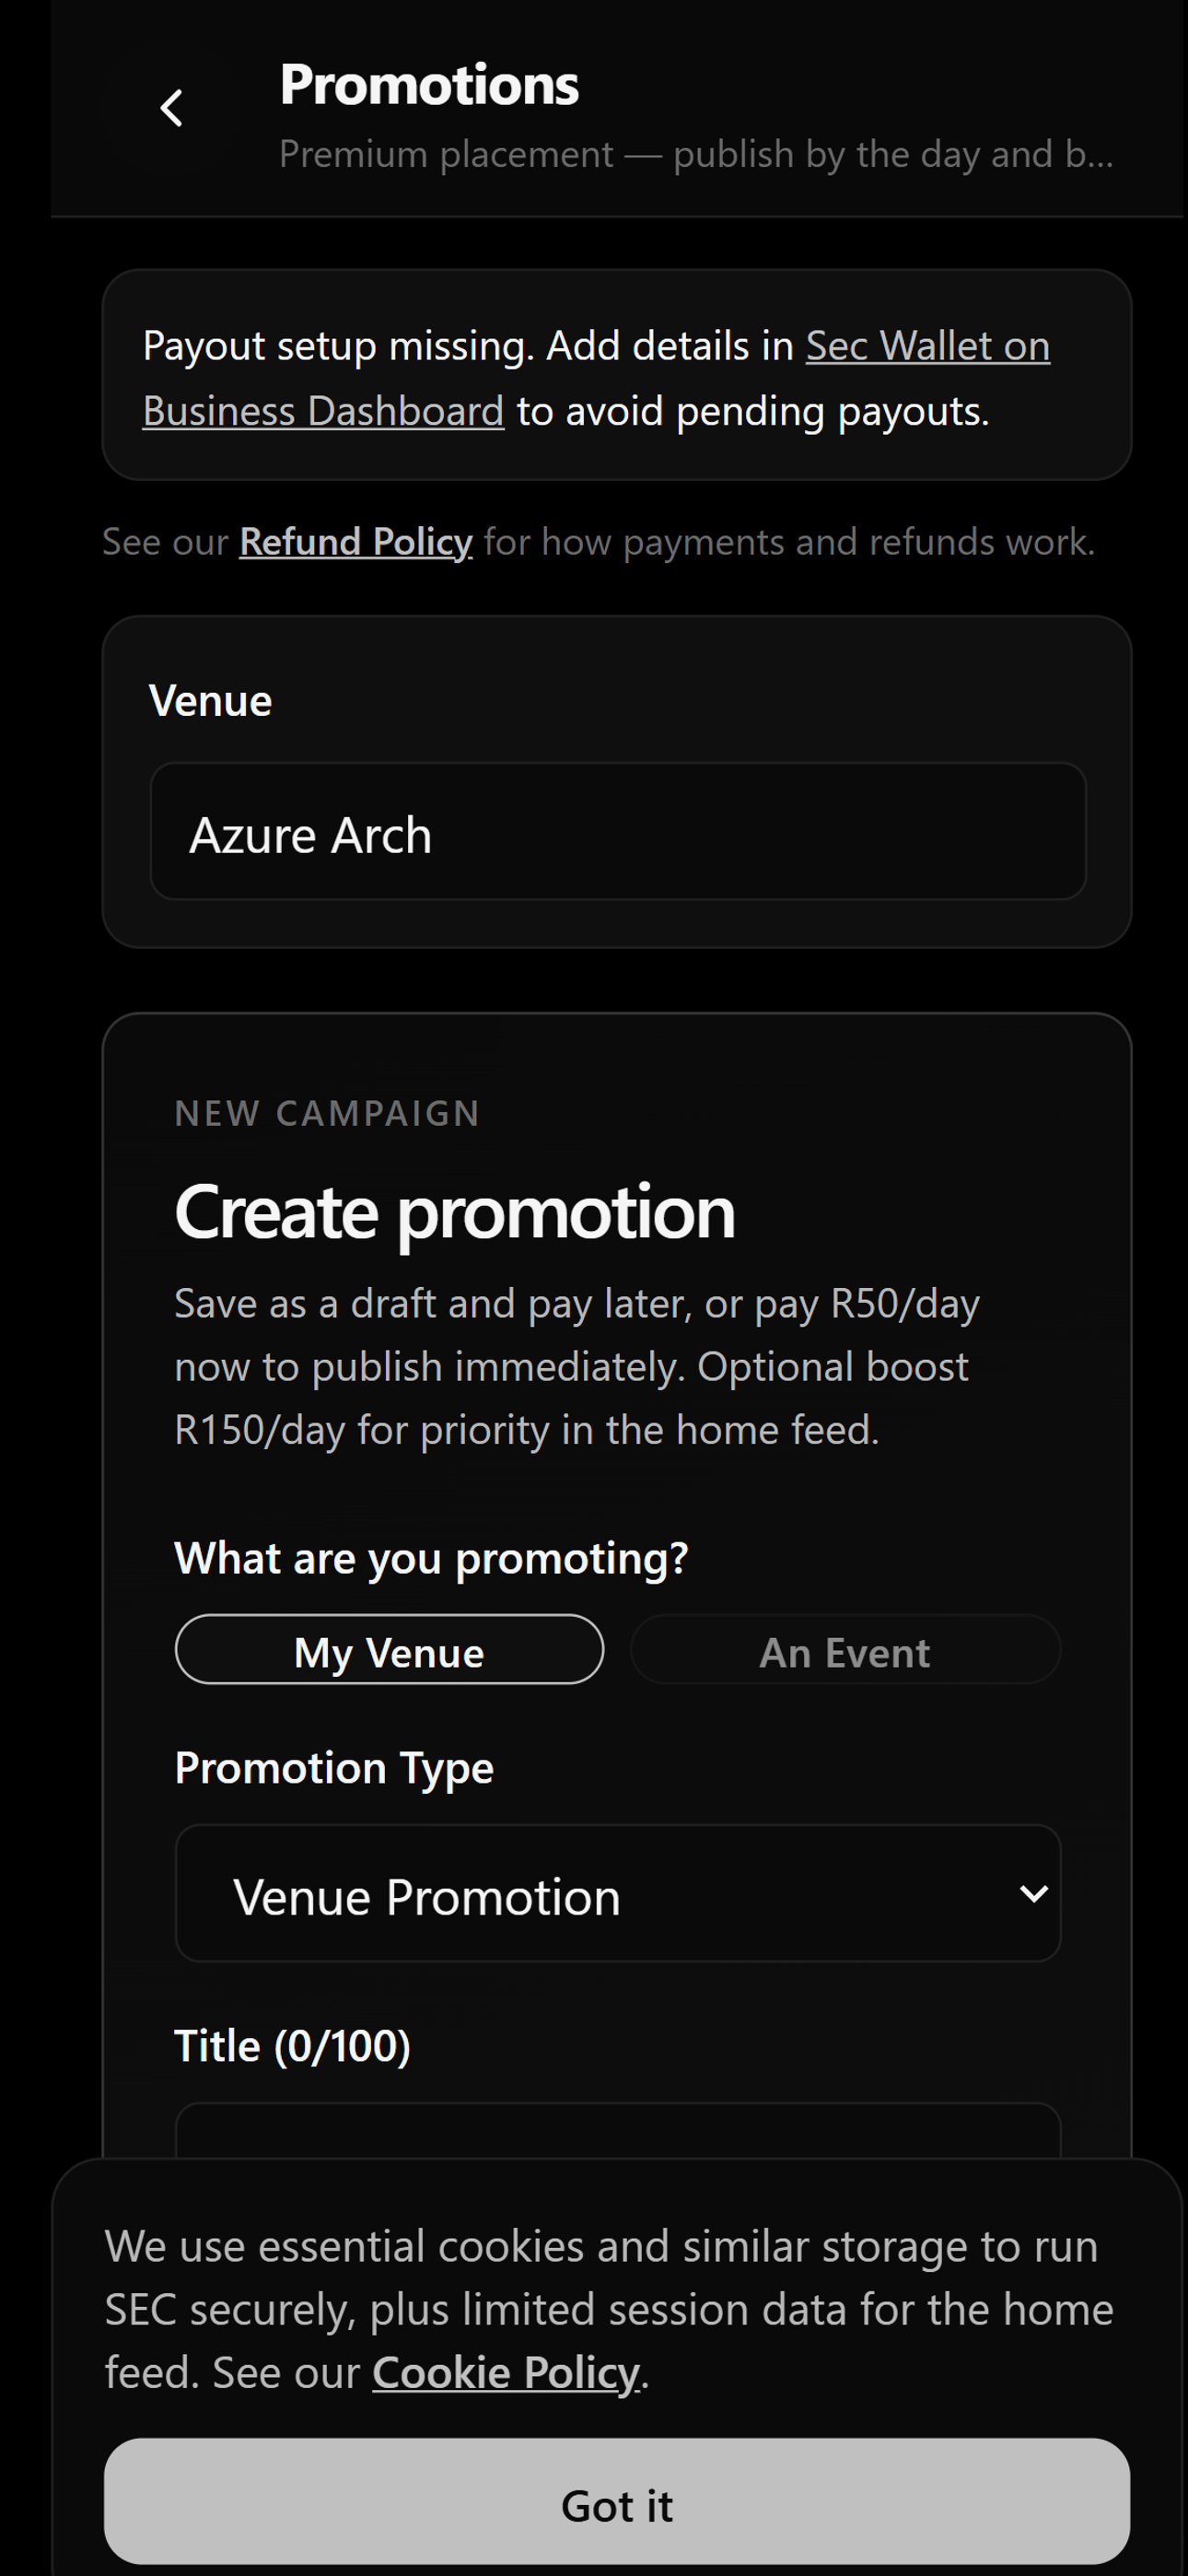 Promotions
Premium placement — publish by the day and b...
Payout setup missing. Add details in Sec Wallet on
Business Dashboard to avoid pending payouts.
See our Refund Policy for how payments and refunds work.
Venue
Azure Arch
NEW CAMPAIGN
Create promotion
Save as a draft and pay later, or pay R50/day
now to publish immediately. Optional boost
R150/day for priority in the home feed.
What are you promoting?
My Venue
An Event
Promotion Type
Venue Promotion
Title (0/100)
We use essential cookies and similar storage to run
SEC securely, plus limited session data for the home
feed. See our Cookie Policy.
Got it